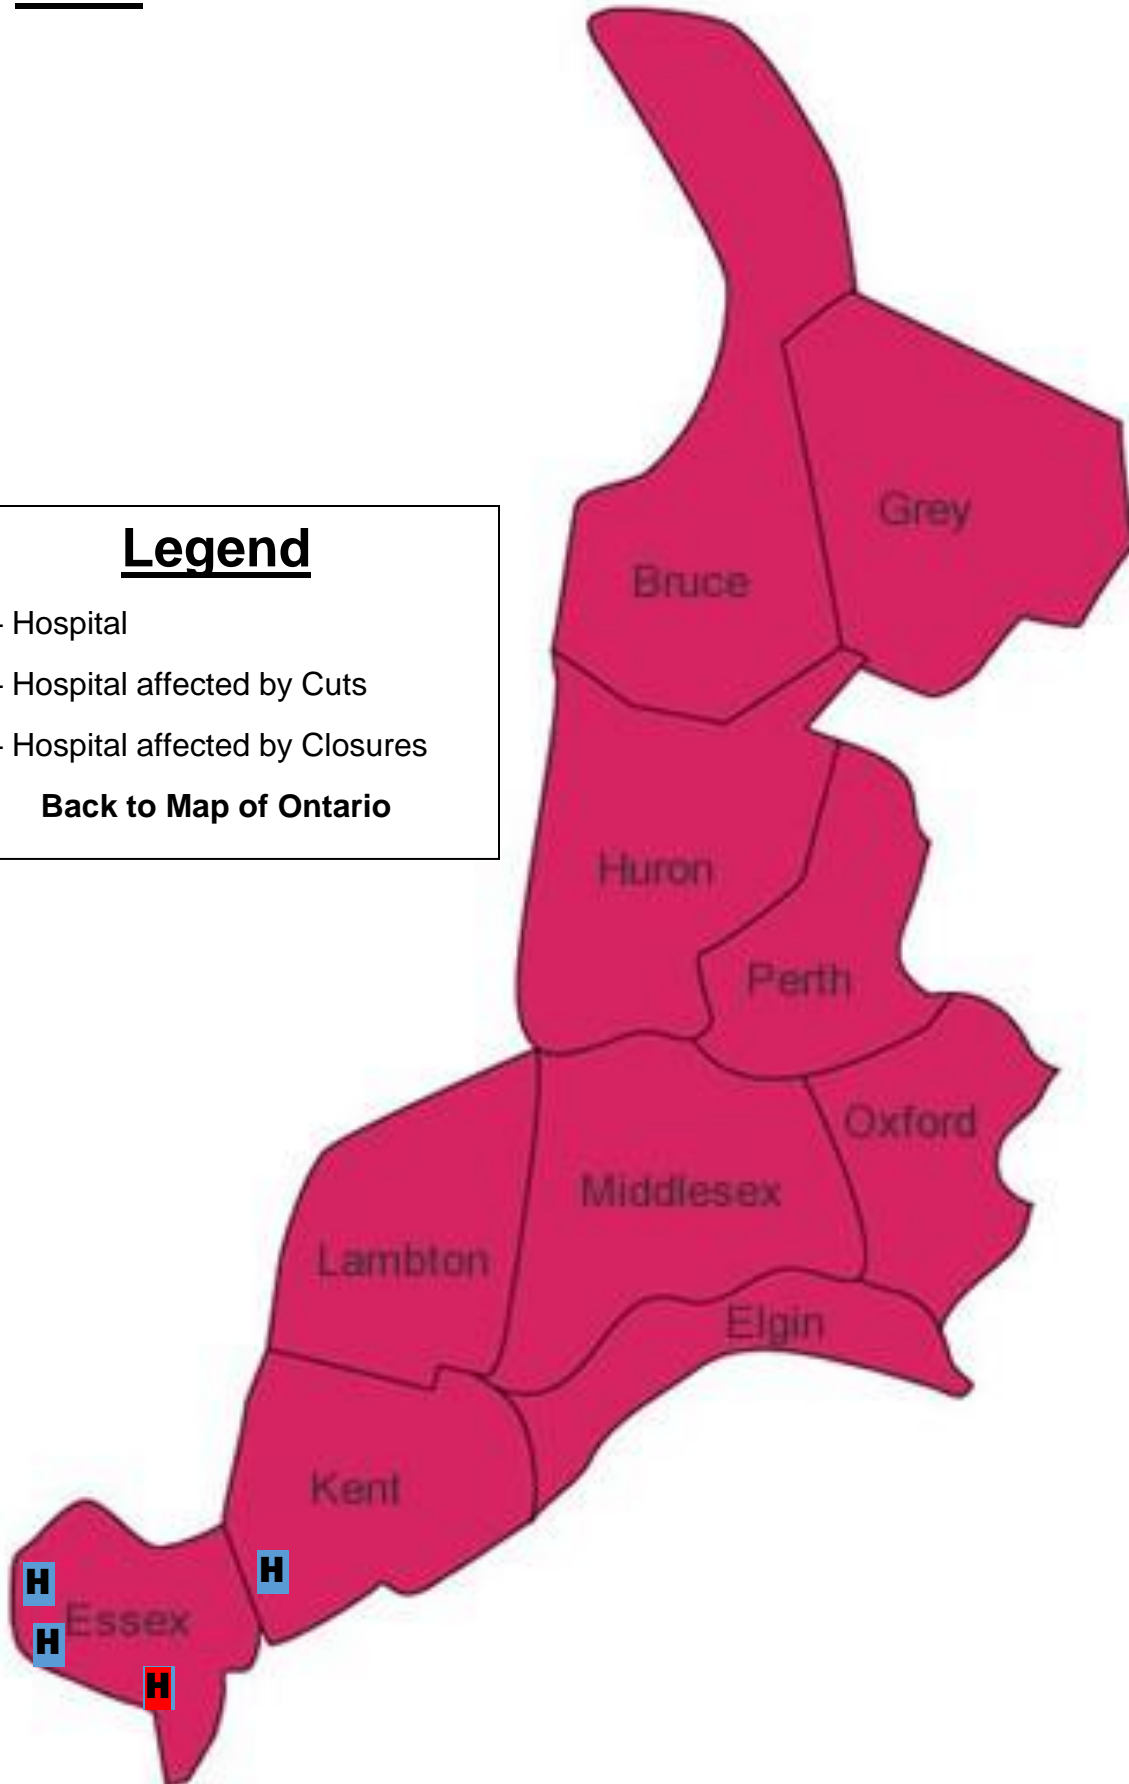 Legend
- Hospital
- Hospital affected by Cuts
- Hospital affected by Closures
Back to Map of Ontario
Grey
Bruce
Huron
Perth
Oxford
Middlesex
Lambton
Elgin
Kent
H
H
Essex
H
H